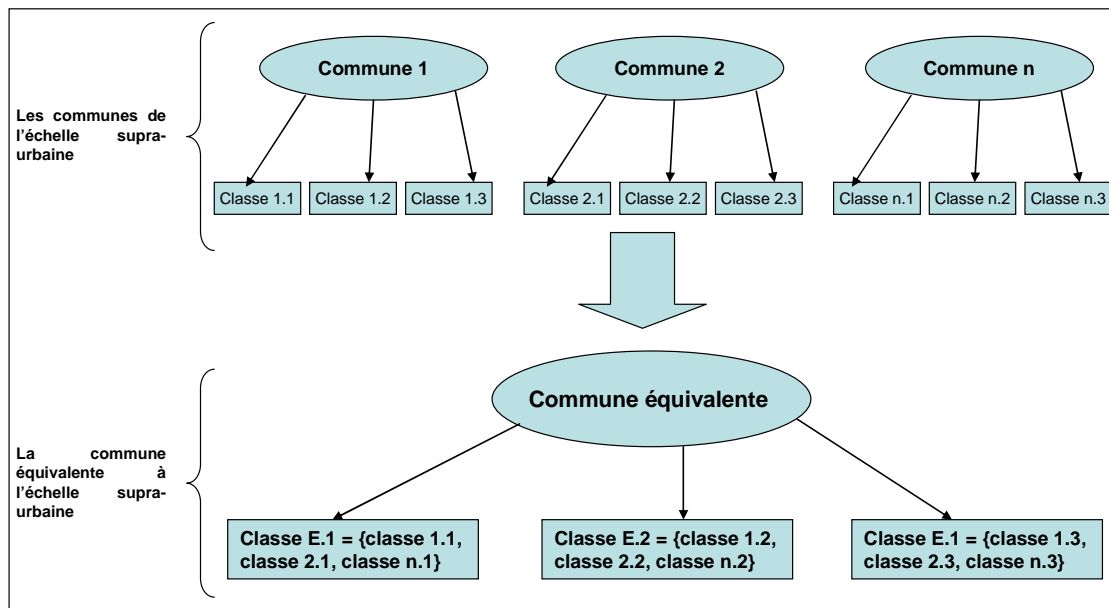 Commune 1
Commune 2
Commune n
Les communes de
l’échelle supra-
urbaine
Classe 1.1
Classe 1.2
Classe 1.3
Classe 2.1
Classe 2.2
Classe 2.3
Classe n.1
Classe n.2
Classe n.3
Commune équivalente
La commune
équivalente à
l’échelle supra-
urbaine
Classe E.1 = {classe 1.1,
classe 2.1, classe n.1}
Classe E.2 = {classe 1.2,
classe 2.2, classe n.2}
Classe E.1 = {classe 1.3,
classe 2.3, classe n.3}